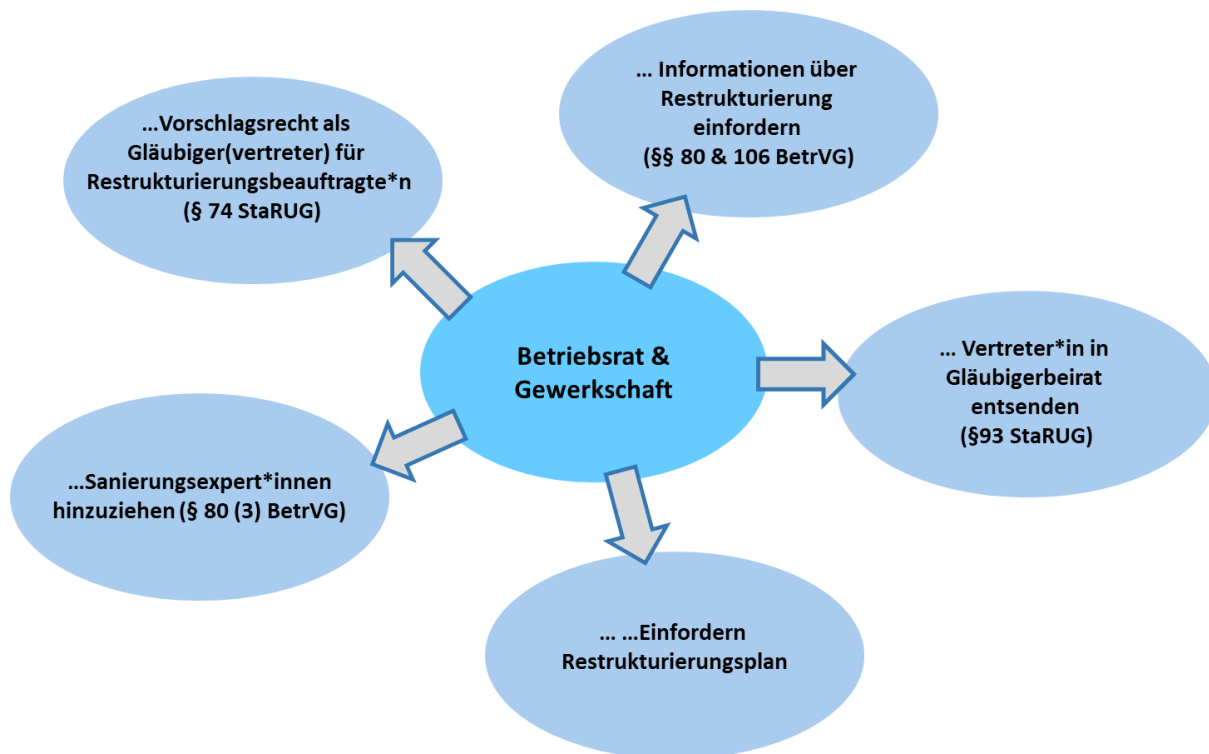 ... Informationen über
Restrukturierung
einfordern
(§§ 80 & 106 BetrVG)
...Vorschlagsrecht als
Gläubiger(vertreter) für
Restrukturierungsbeauftragte*n
(§ 74 StaRUG)
Betriebsrat &
Gewerkschaft
... Vertreter*in in
Gläubigerbeirat
entsenden
(§93 StaRUG)
...Sanierungsexpert*innen
hinzuziehen (§ 80 (3) BetrVG)
... ...Einfordern
Restrukturierungsplan